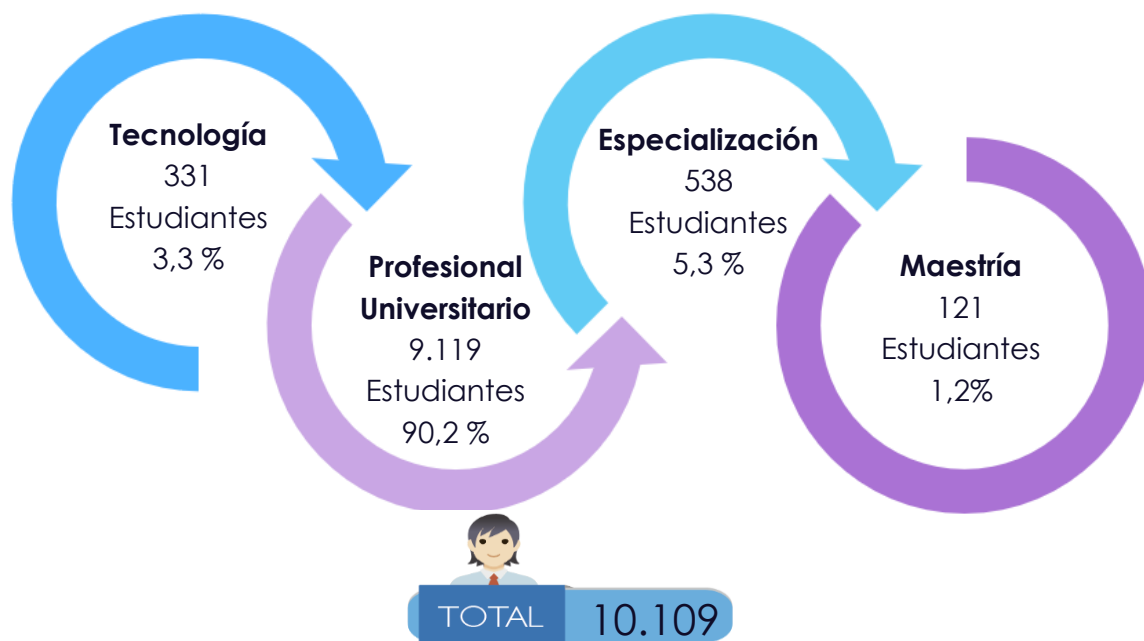 Tecnología
331
Estudiantes
3,3 %
Profesional
Universitario
9.119
Estudiantes
90,2 %
Especialización
538
Estudiantes
5,3 %
Maestría
121
Estudiantes
1,2%
TOTAL 10.109